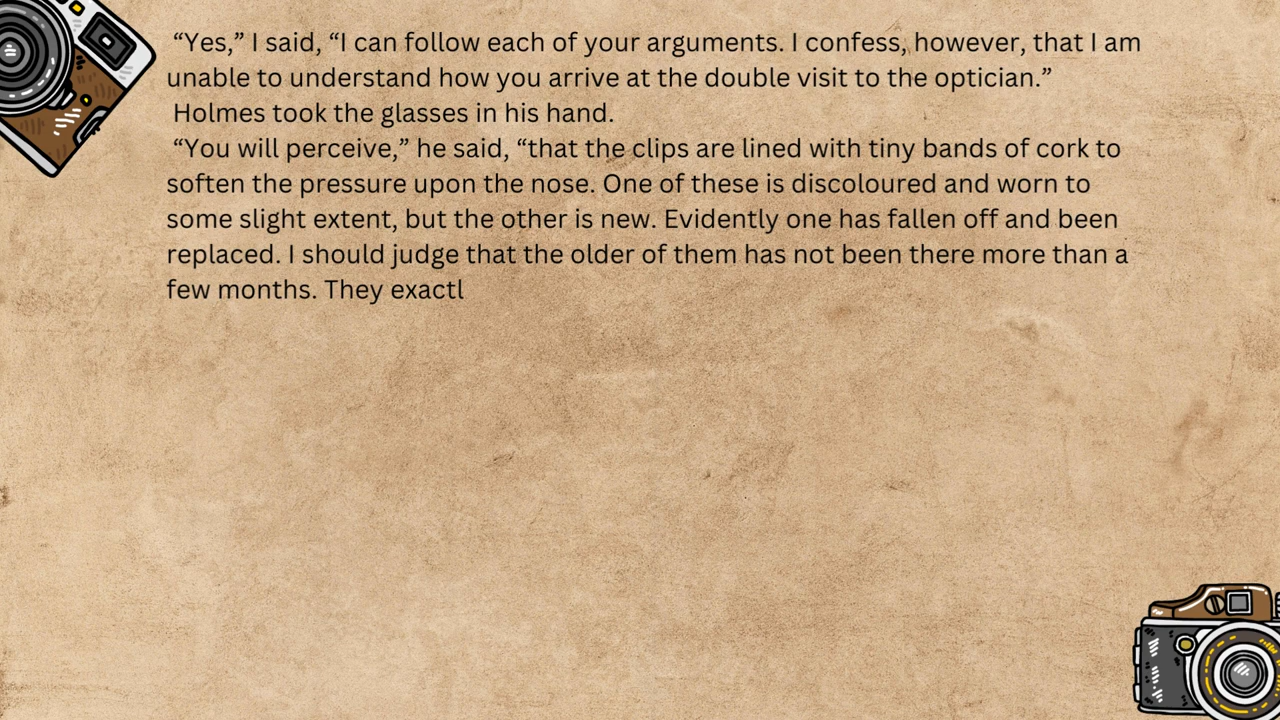 “Yes,” I said, “I can follow each of your arguments. I confess, however, that I am
unable to understand how you arrive at the double visit to the optician.”
Holmes took the glasses in his hand.
“You will perceive,” he said, “that the clips are lined with tiny bands of cork to
soften the pressure upon the nose. One of these is discoloured and worn to
some slight extent, but the other is new. Evidently one has fallen off and been
replaced. I should judge that the older of them has not been there more than a
few months. They exactl